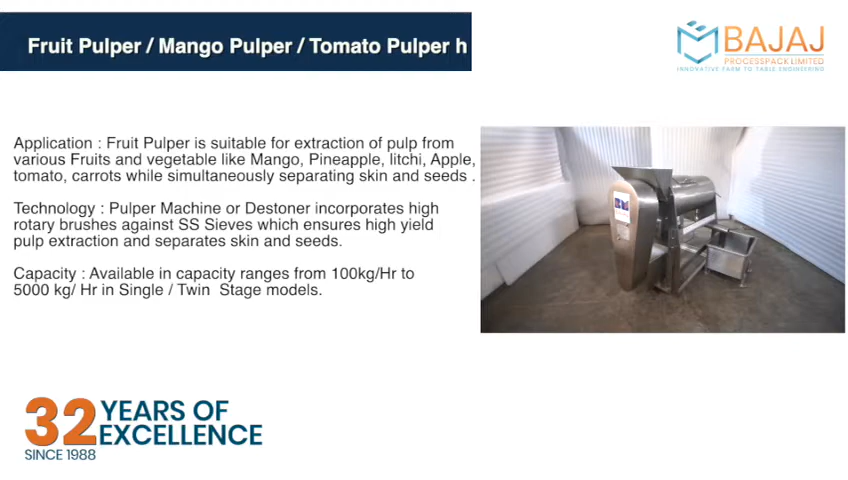 Fruit Pulper / Mango Pulper / Tomato Pulper h
BAJAJ
PROCESSPACK LIMITED
INNOVATIVE FARM TO TABLE ENGINEERING
Application : Fruit Pulper is suitable for extraction of pulp from
various Fruits and vegetable like Mango, Pineapple, litchi, Apple,
tomato, carrots while simultaneously separating skin and seeds .
Technology : Pulper Machine or Destoner incorporates high
rotary brushes against SS Sieves which ensures high yield
pulp extraction and separates skin and seeds.
Capacity : Available in capacity ranges from 100kg/Hr to
5000 kg/ Hr in Single / Twin Stage models.
32 YEARS OF
EXCELLENCE
SINCE 1988